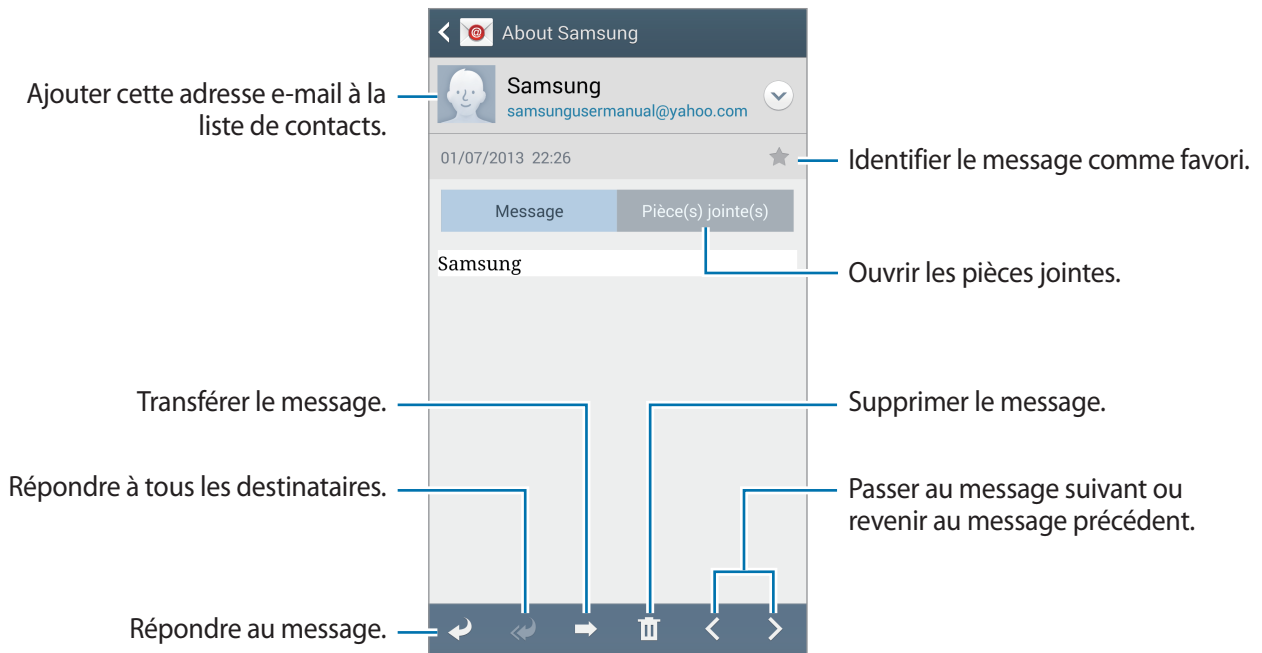 About Samsung
Ajouter cette adresse e-mail à la
liste de contacts.
Samsung
samsungusermanual@yahoo.com
01/07/2013 22:26
Identifier le message comme favori.
Message
Pièce(s) jointe(s)
Samsung
Ouvrir les pièces jointes.
Transférer le message.
Supprimer le message.
Répondre à tous les destinataires.
Passer au message suivant ou
revenir au message précédent.
Répondre au message.